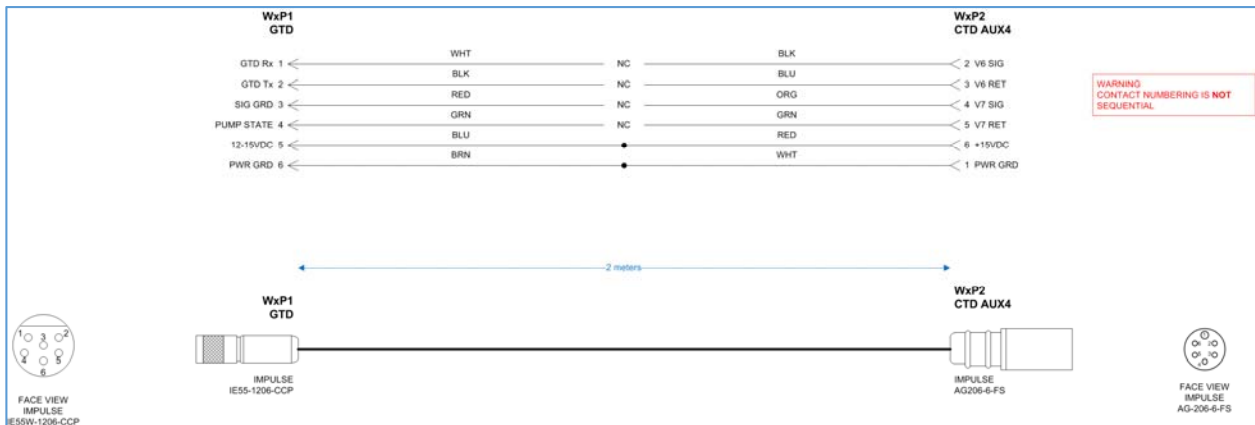 WxP1
GTD
WxP2
CTD AUX4
WHT BLK
GTD Rx 1 NC 2 V6 SIG
BLK BLU
GTD Tx 2 NC 3 V6 RET
RED ORG
SIG GRD 3 NC 4 V7 SIG
GRN GRN
PUMP STATE 4 NC 5 V7 RET
BLU RED
12-15VDC 5 6 +15VDC
BRN WHT
PWR GRD 6 1 PWR GRD
WARNING
CONTACT NUMBERING IS NOT
SEQUENTIAL
2 meters
WxP1
GTD
WxP2
CTD AUX4
1 3 2
4 5
6
IMPULSE
IE55-1206-CCP
IMPULSE
AG206-6-FS
FACE VIEW
IMPULSE
IE55W-1206-CCP
1
6 2
5 3
FACE VIEW
IMPULSE
AG-206-6-FS